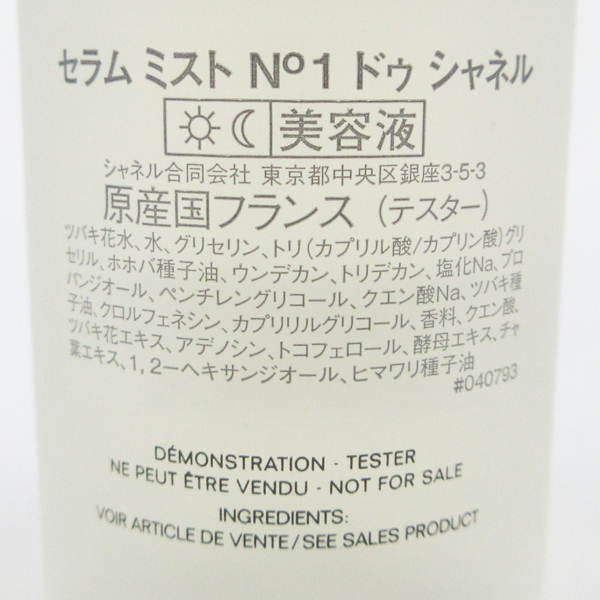 セラム ミスト Nº1 ドゥ シャネル
美容液
シャネル合同会社 東京都中央区銀座3-5-3
原産国フランス (テスター)
ツバキ花水、水、グリセリン、トリ(カプリル酸/カプリン酸)グリ
セリル、ホホバ種子油、ウンデカン、トリデカン、塩化Na、プロ
パンジオール、ペンチレングリコール、クエン酸Na、ツバキ種
子油、クロルフェネシン、カプリリルグリコール、香料、クエン酸、
ツバキ花エキス、アデノシン、トコフェロール、酵母エキス、チャ
葉エキス、1,2-ヘキサンジオール、ヒマワリ種子油
#040793
DÉMONSTRATION - TESTER
NE PEUT ÊTRE VENDU - NOT FOR SALE
INGREDIENTS:
VOIR ARTICLE DE VENTE/SEE SALES PRODUCT